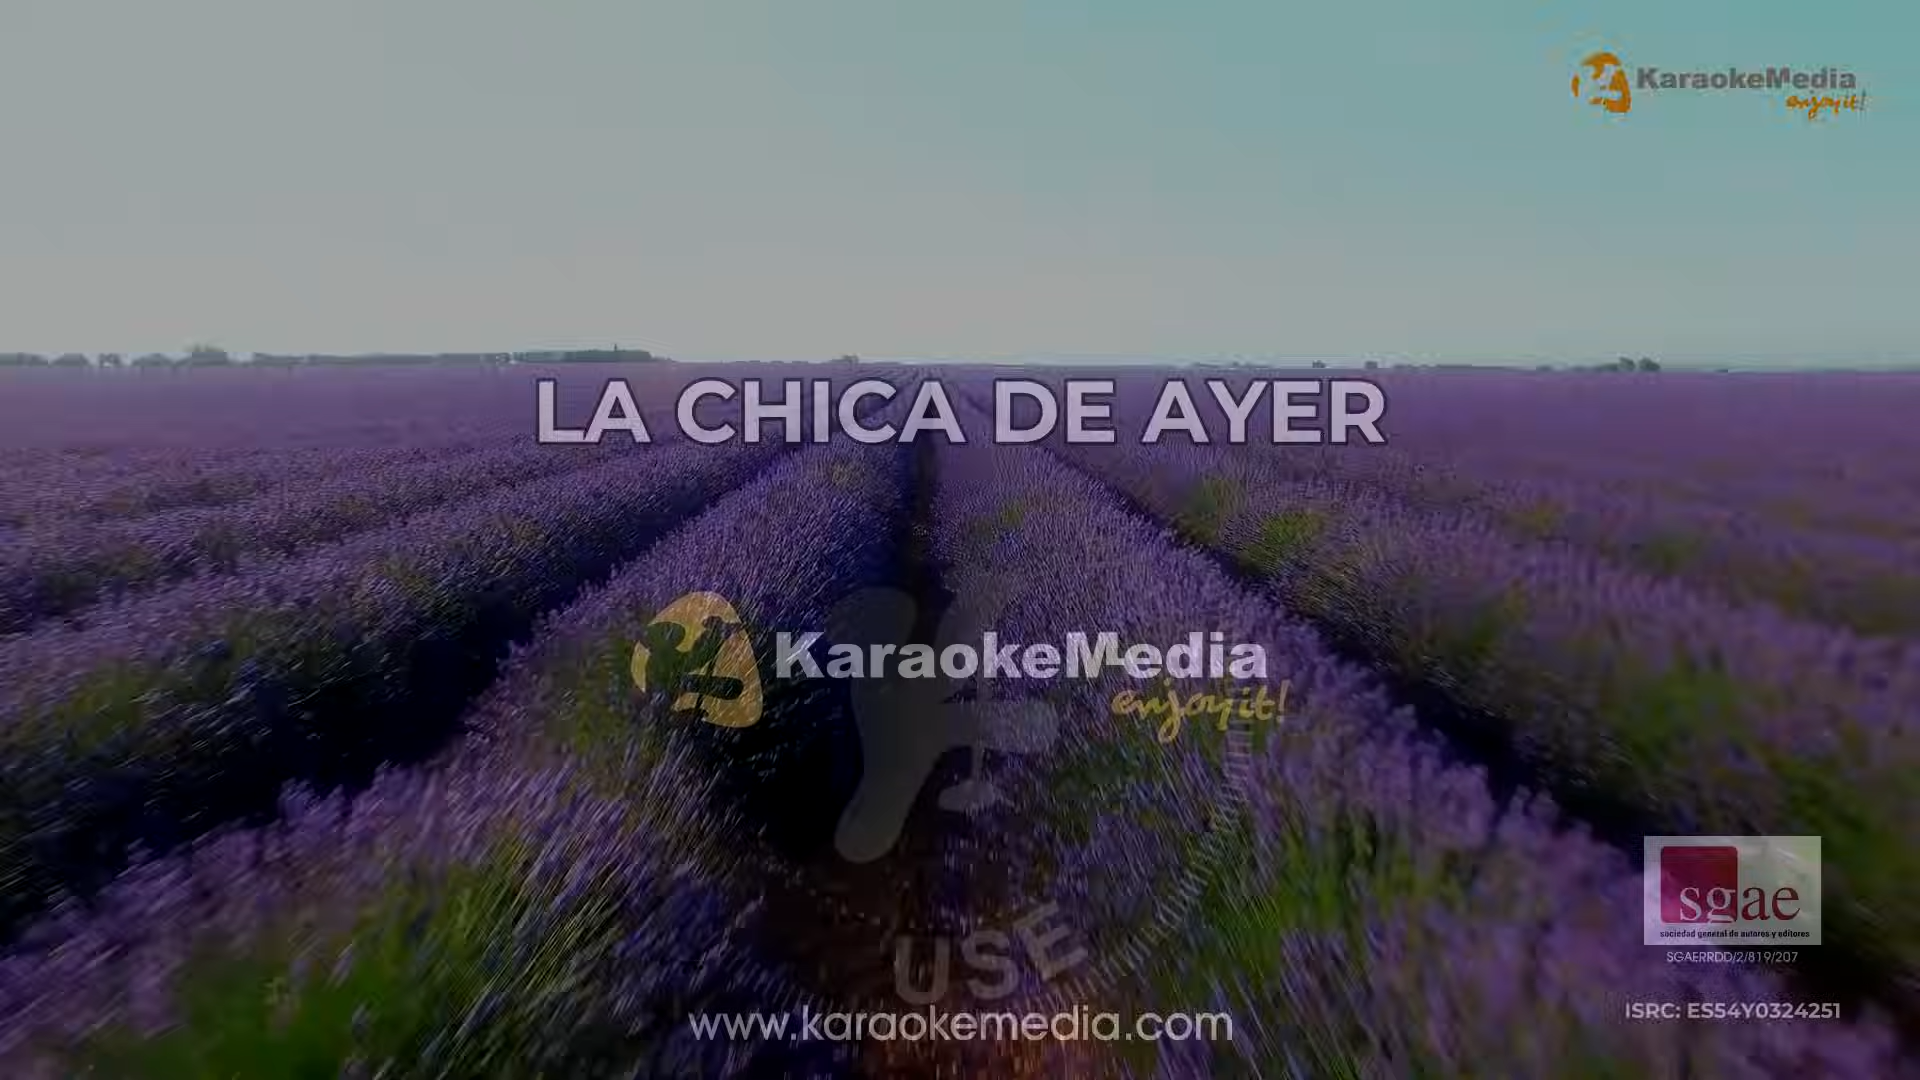 KaraokeMedia
enjoy it!
LA CHICA DE AYER
KaraokeMedia
enjoy it!
sgae
sociedad general de autores y editores
SGAERRDD/2/819/207
USE
ISRC: ES54Y0324251
www.karaokemedia.com